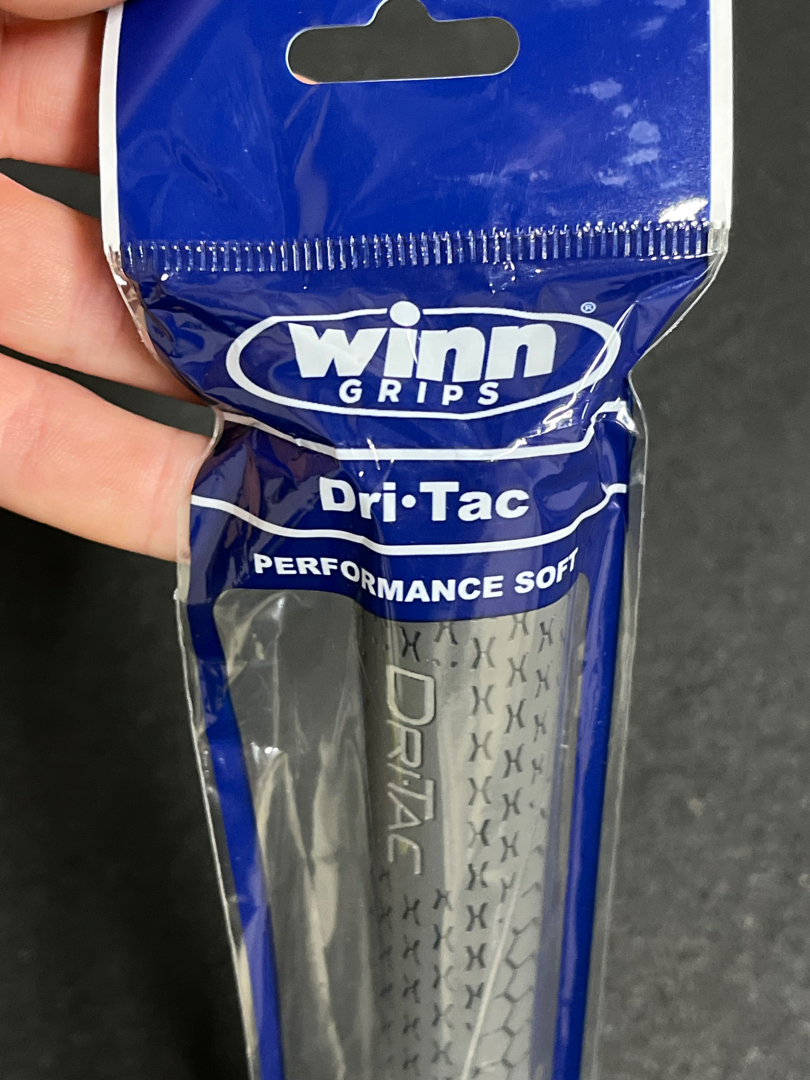 winn®
GRIPS
Dri•Tac
PERFORMANCE SOFT
DRI•TAC